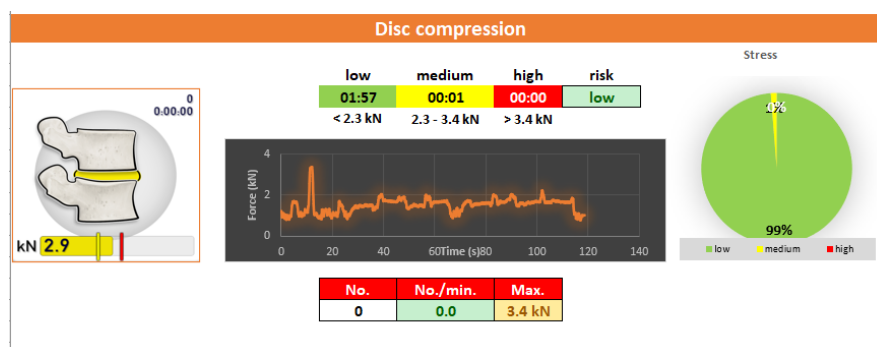 Disc compression
low medium high risk
01:57 00:01 00:00 low
< 2.3 kN 2.3 - 3.4 kN > 3.4 kN
0
0:00:00
kN 2.9
Force (kN)
4
2
0
0 20 40 60 80 100 120 140
Time (s)
No. No./min. Max.
0 0.0 3.4 kN
Stress
0%
99%
low medium high